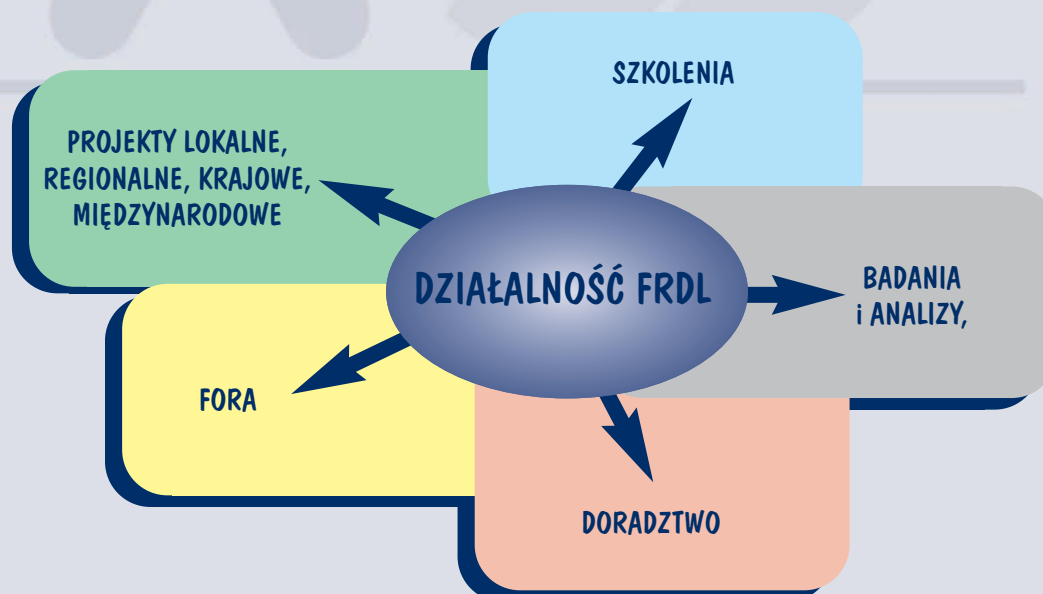 SZKOLENIA
PROJEKTY LOKALNE,
REGIONALNE, KRAJOWE,
MIĘDZYNARODOWE
DZIAŁALNOŚĆ FRDL
BADANIA
i ANALIZY,
FORA
DORADZTWO